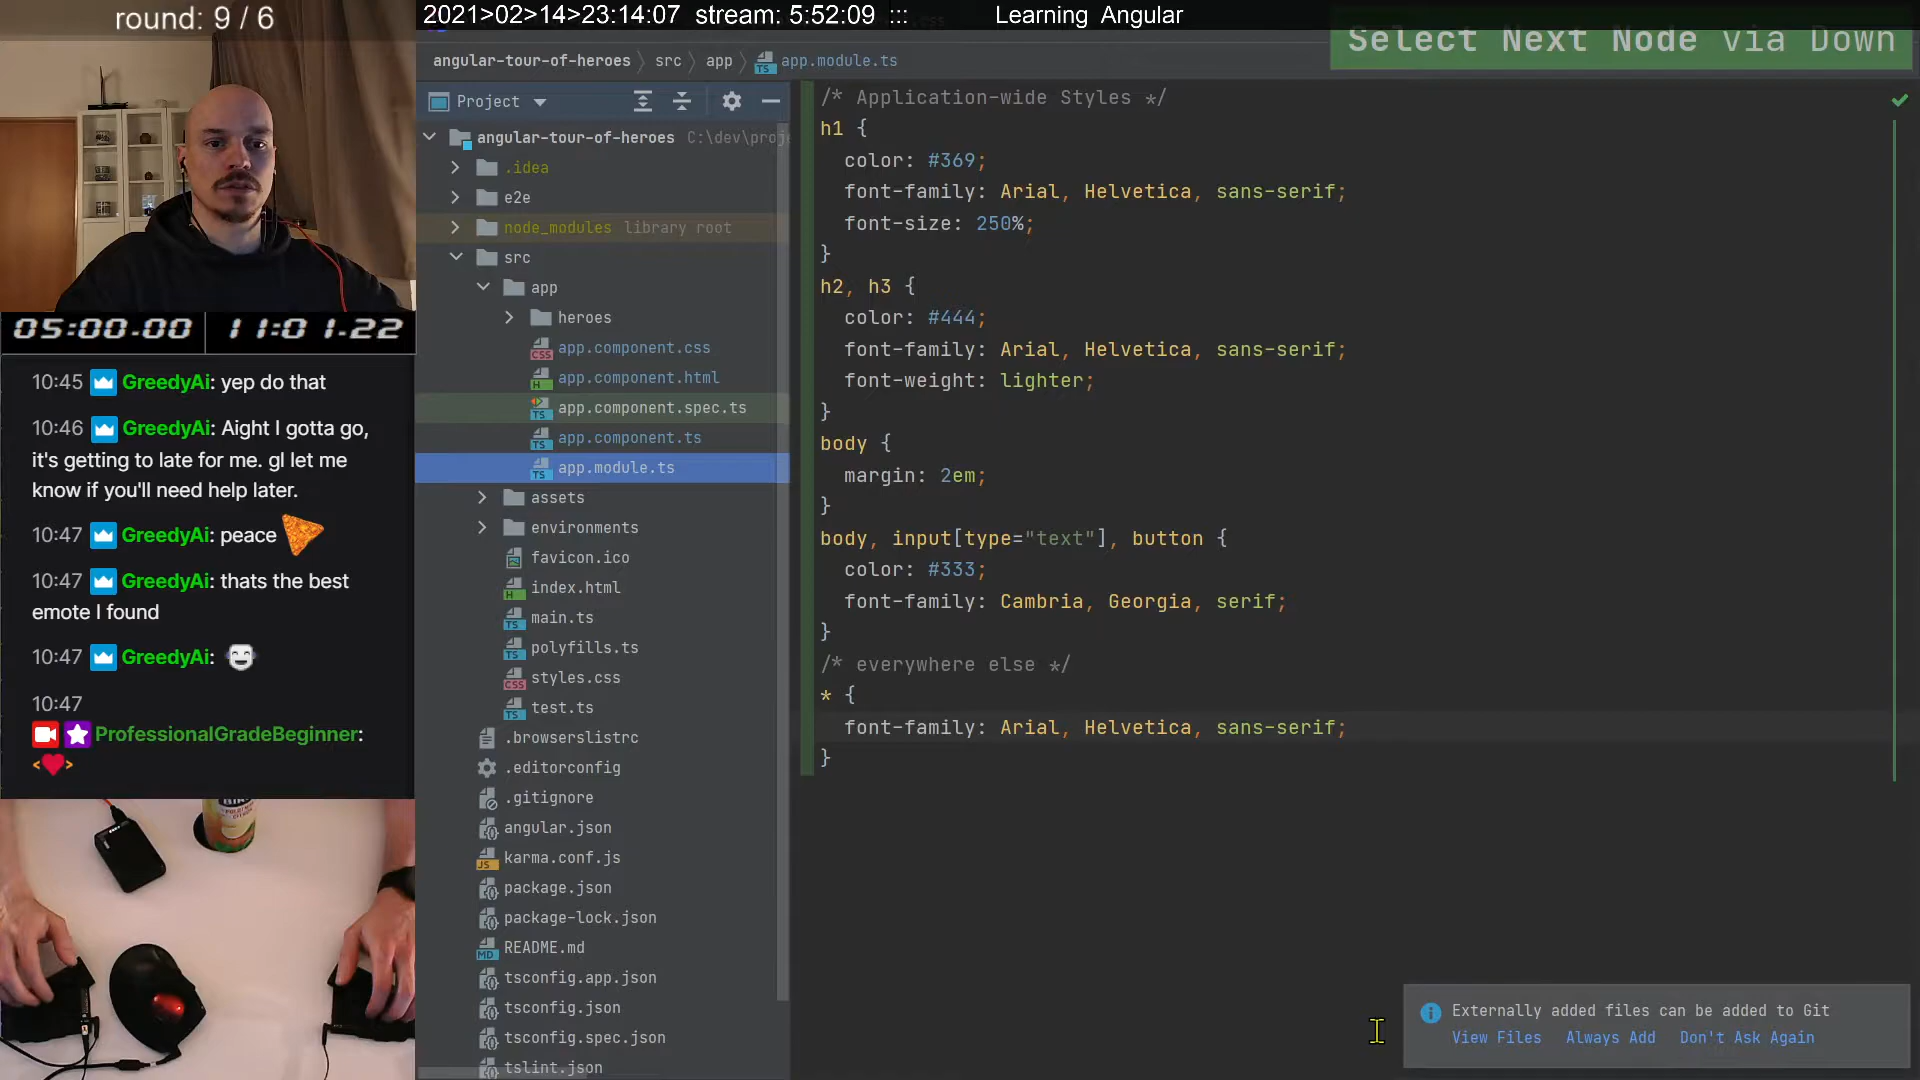 round: 9 / 6
2021>02>14>23:14:07 stream: 5:52:09 ::: Learning Angular
Select Next Node via Down
angular-tour-of-heroes src app app.module.ts
Project
angular-tour-of-heroes C:\dev\proj
.idea
e2e
node_modules library root
src
app
heroes
app.component.css
app.component.html
app.component.spec.ts
app.component.ts
app.module.ts
assets
environments
favicon.ico
index.html
main.ts
polyfills.ts
styles.css
test.ts
.browserslistrc
.editorconfig
.gitignore
angular.json
karma.conf.js
package.json
package-lock.json
README.md
tsconfig.app.json
tsconfig.json
tsconfig.spec.json
tslint.json
/* Application-wide Styles */
h1 {
color: #369;
font-family: Arial, Helvetica, sans-serif;
font-size: 250%;
}
h2, h3 {
color: #444;
font-family: Arial, Helvetica, sans-serif;
font-weight: lighter;
}
body {
margin: 2em;
}
body, input[type="text"], button {
color: #333;
font-family: Cambria, Georgia, serif;
}
/* everywhere else */
* {
font-family: Arial, Helvetica, sans-serif;
}
05:00.00 11:01.22
10:45 GreedyAi: yep do that
10:46 GreedyAi: Aight I gotta go,
it's getting to late for me. gl let me
know if you'll need help later.
10:47 GreedyAi: peace
10:47 GreedyAi: thats the best
emote I found
10:47 GreedyAi:
10:47
ProfessionalGradeBeginner:
Externally added files can be added to Git
View Files Always Add Don't Ask Again